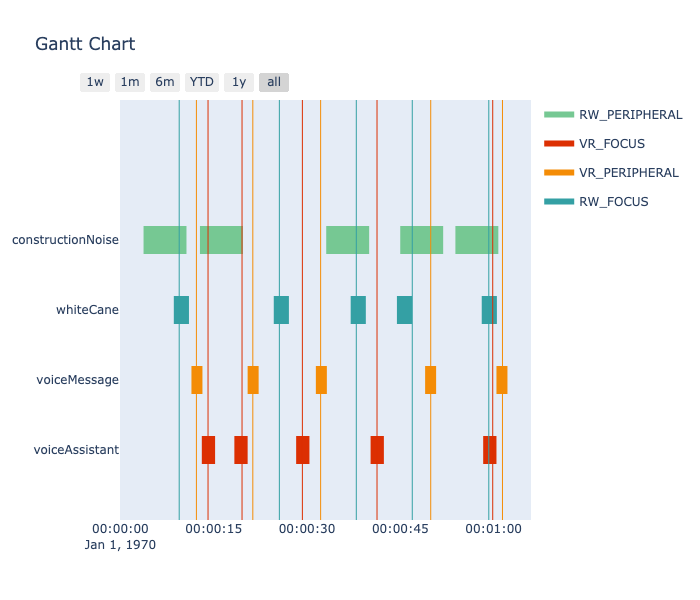 Gantt Chart
1w 1m 6m YTD 1y all
RW_PERIPHERAL
VR_FOCUS
VR_PERIPHERAL
RW_FOCUS
constructionNoise
whiteCane
voiceMessage
voiceAssistant
00:00:00 00:00:15 00:00:30 00:00:45 00:01:00
Jan 1, 1970